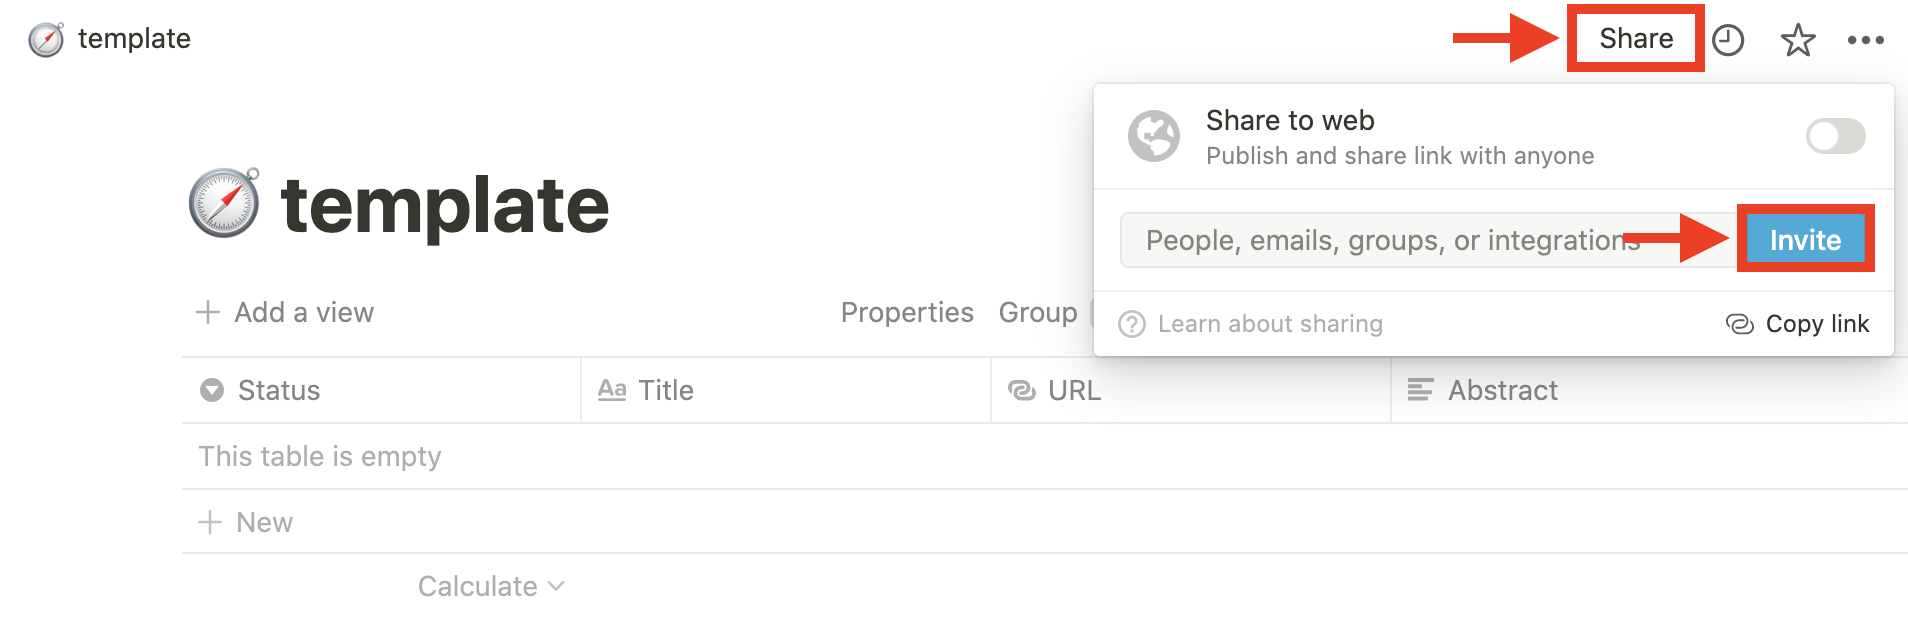 template
Share
Share to web
Publish and share link with anyone
template
People, emails, groups, or integrations
Invite
Add a view
Properties
Group
Learn about sharing
Copy link
Status
Aa Title
URL
Abstract
This table is empty
New
Calculate